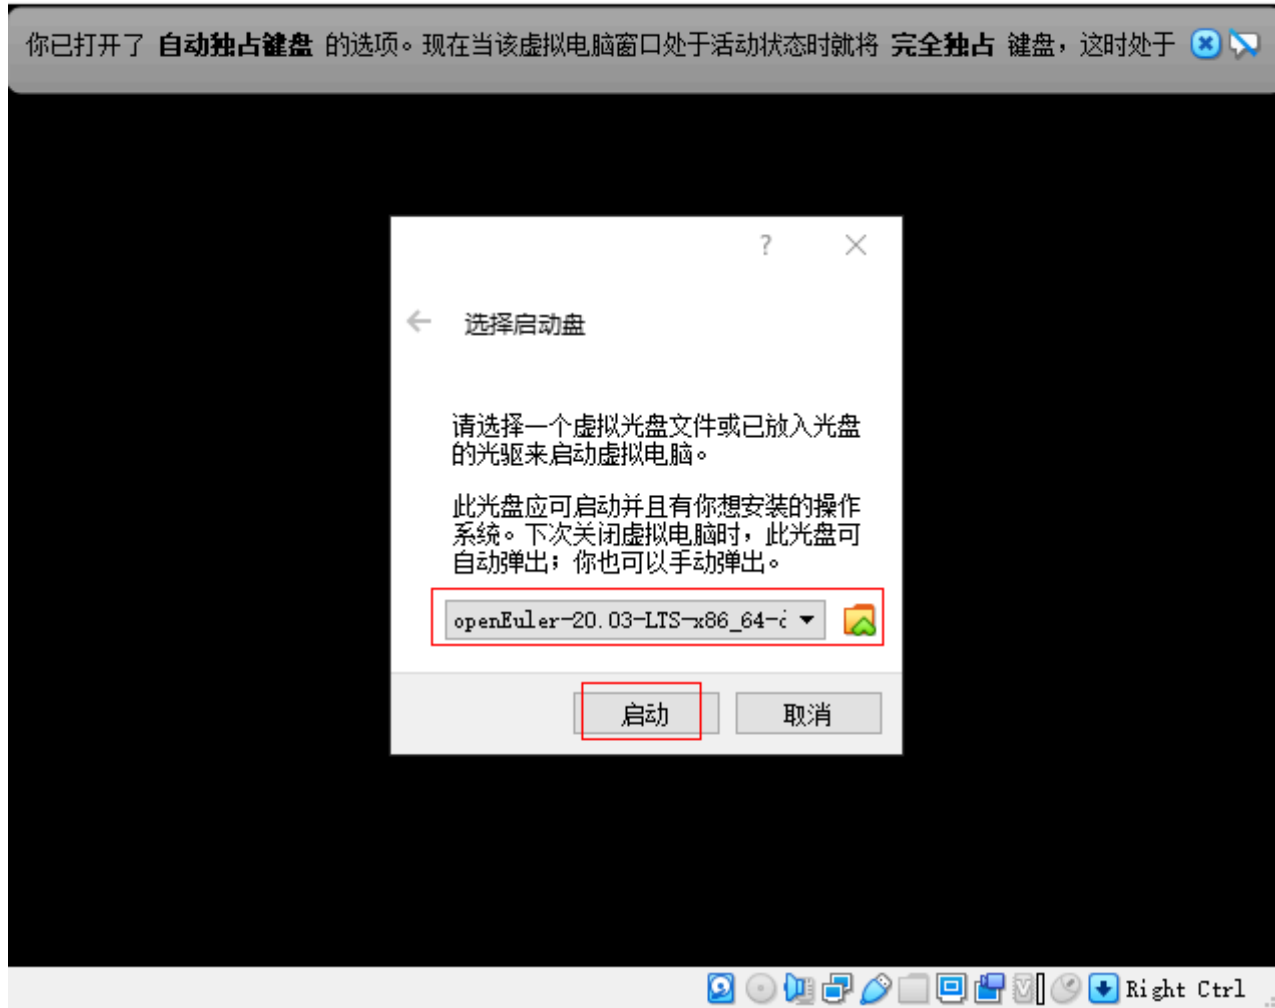 你已打开了 自动独占键盘 的选项。现在当该虚拟电脑窗口处于活动状态时就将 完全独占 键盘，这时处于
?
选择启动盘
请选择一个虚拟光盘文件或已放入光盘
的光驱来启动虚拟电脑。
此光盘应可启动并且有你想安装的操作
系统。下次关闭虚拟电脑时，此光盘可
自动弹出；你也可以手动弹出。
openEuler-20.03-LTS-x86_64-
启动
取消
Right Ctrl